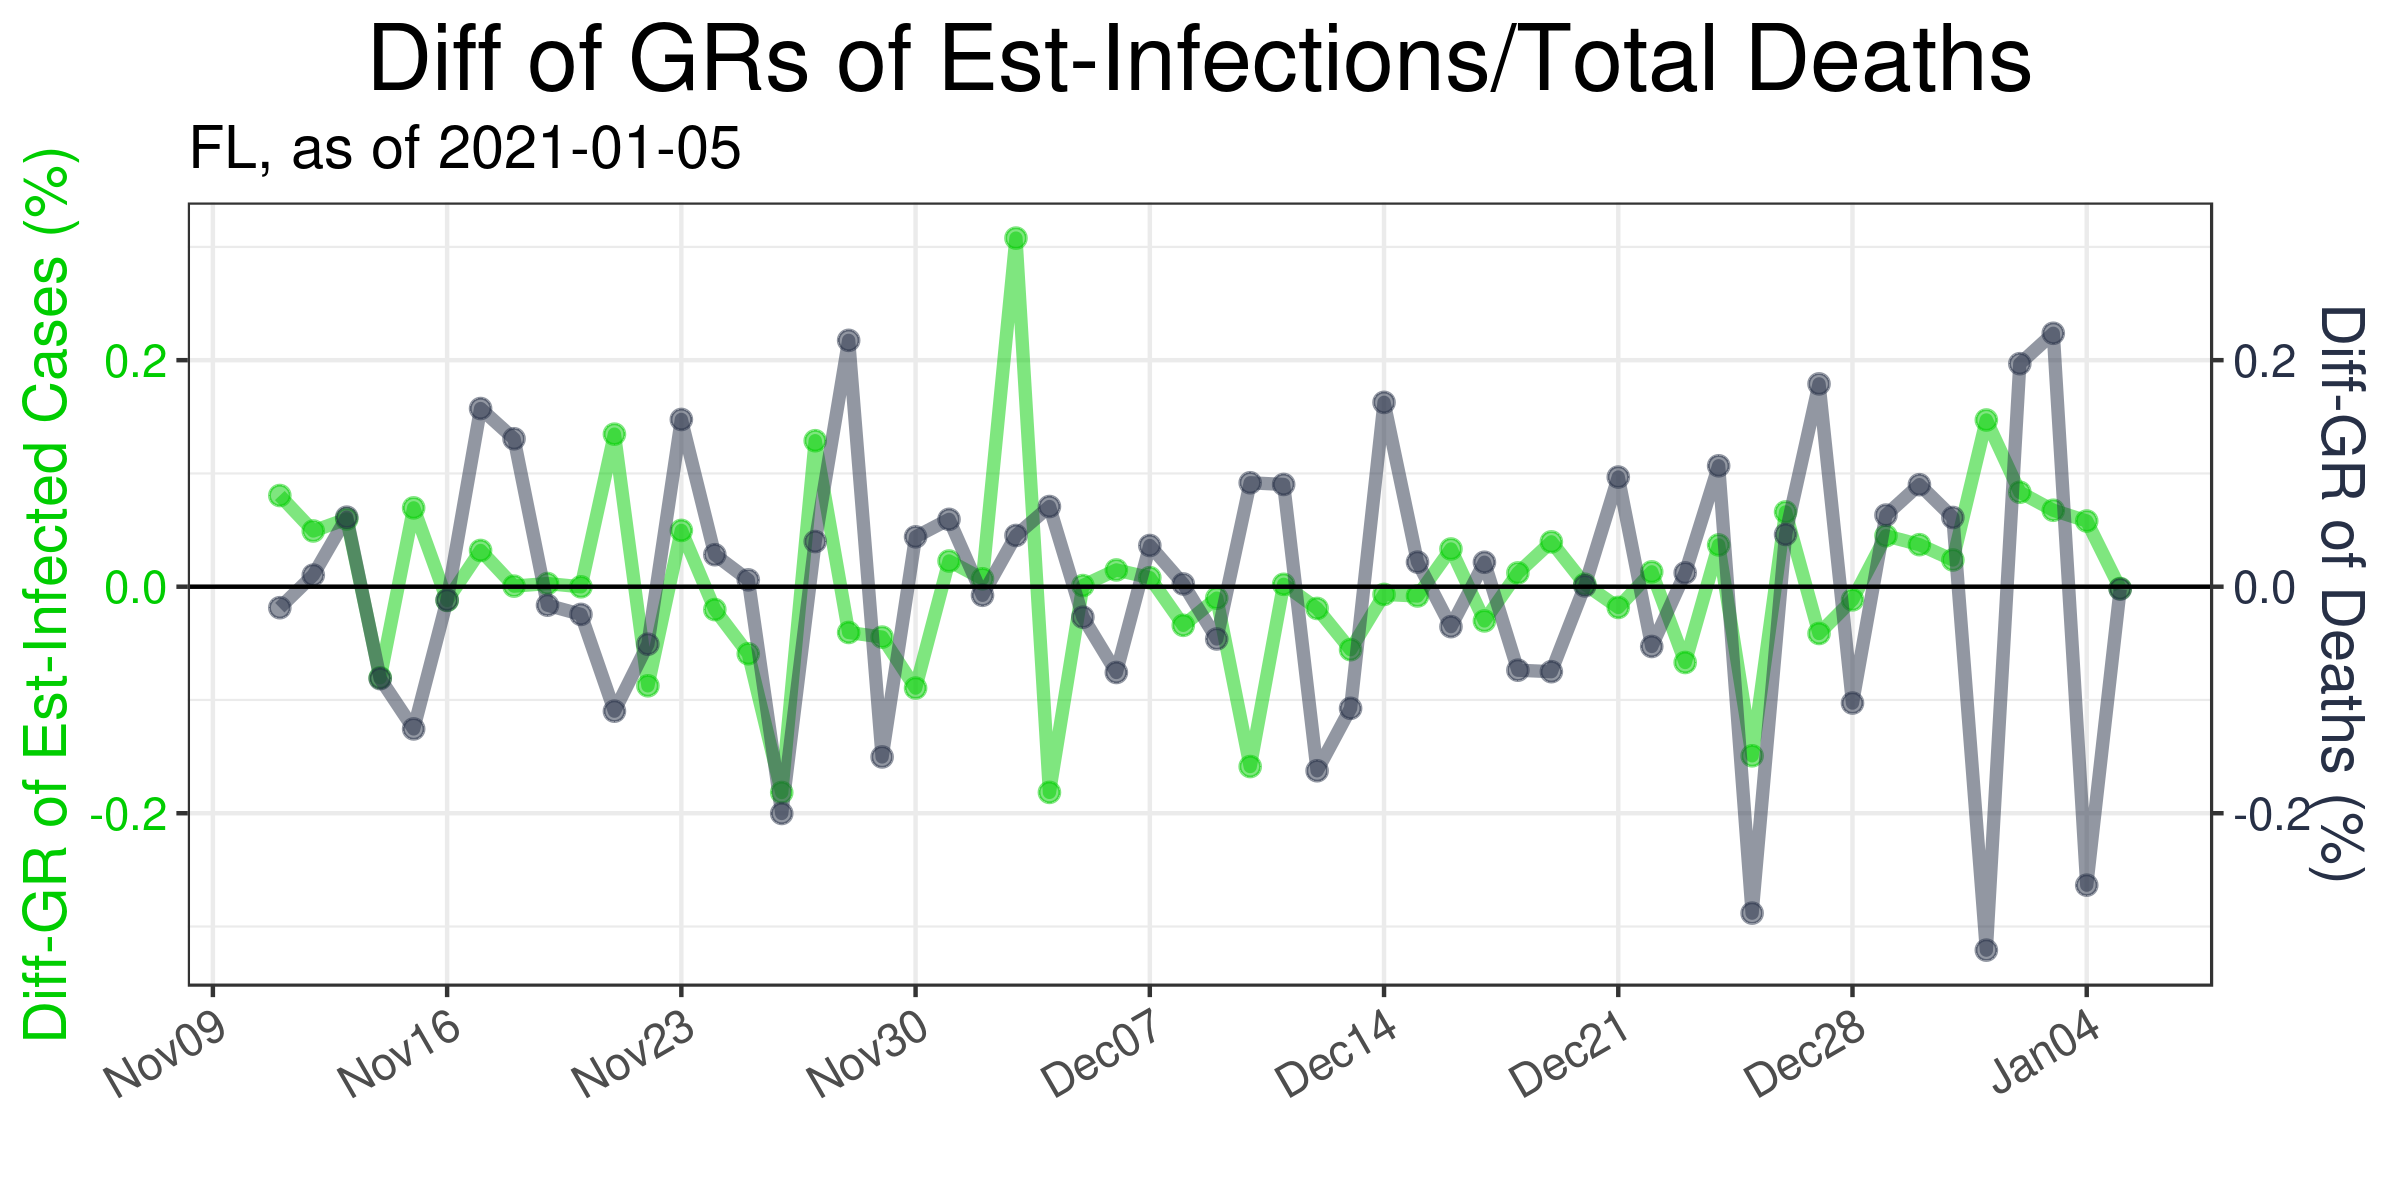 Diff of GRs of Est-Infections/Total Deaths
FL, as of 2021-01-05
Diff-GR of Est-Infected Cases (%)
0.2
0.0
-0.2
0.2
0.0
-0.2
Diff-GR of Deaths (%)
Nov09
Nov16
Nov23
Nov30
Dec07
Dec14
Dec21
Dec28
Jan04